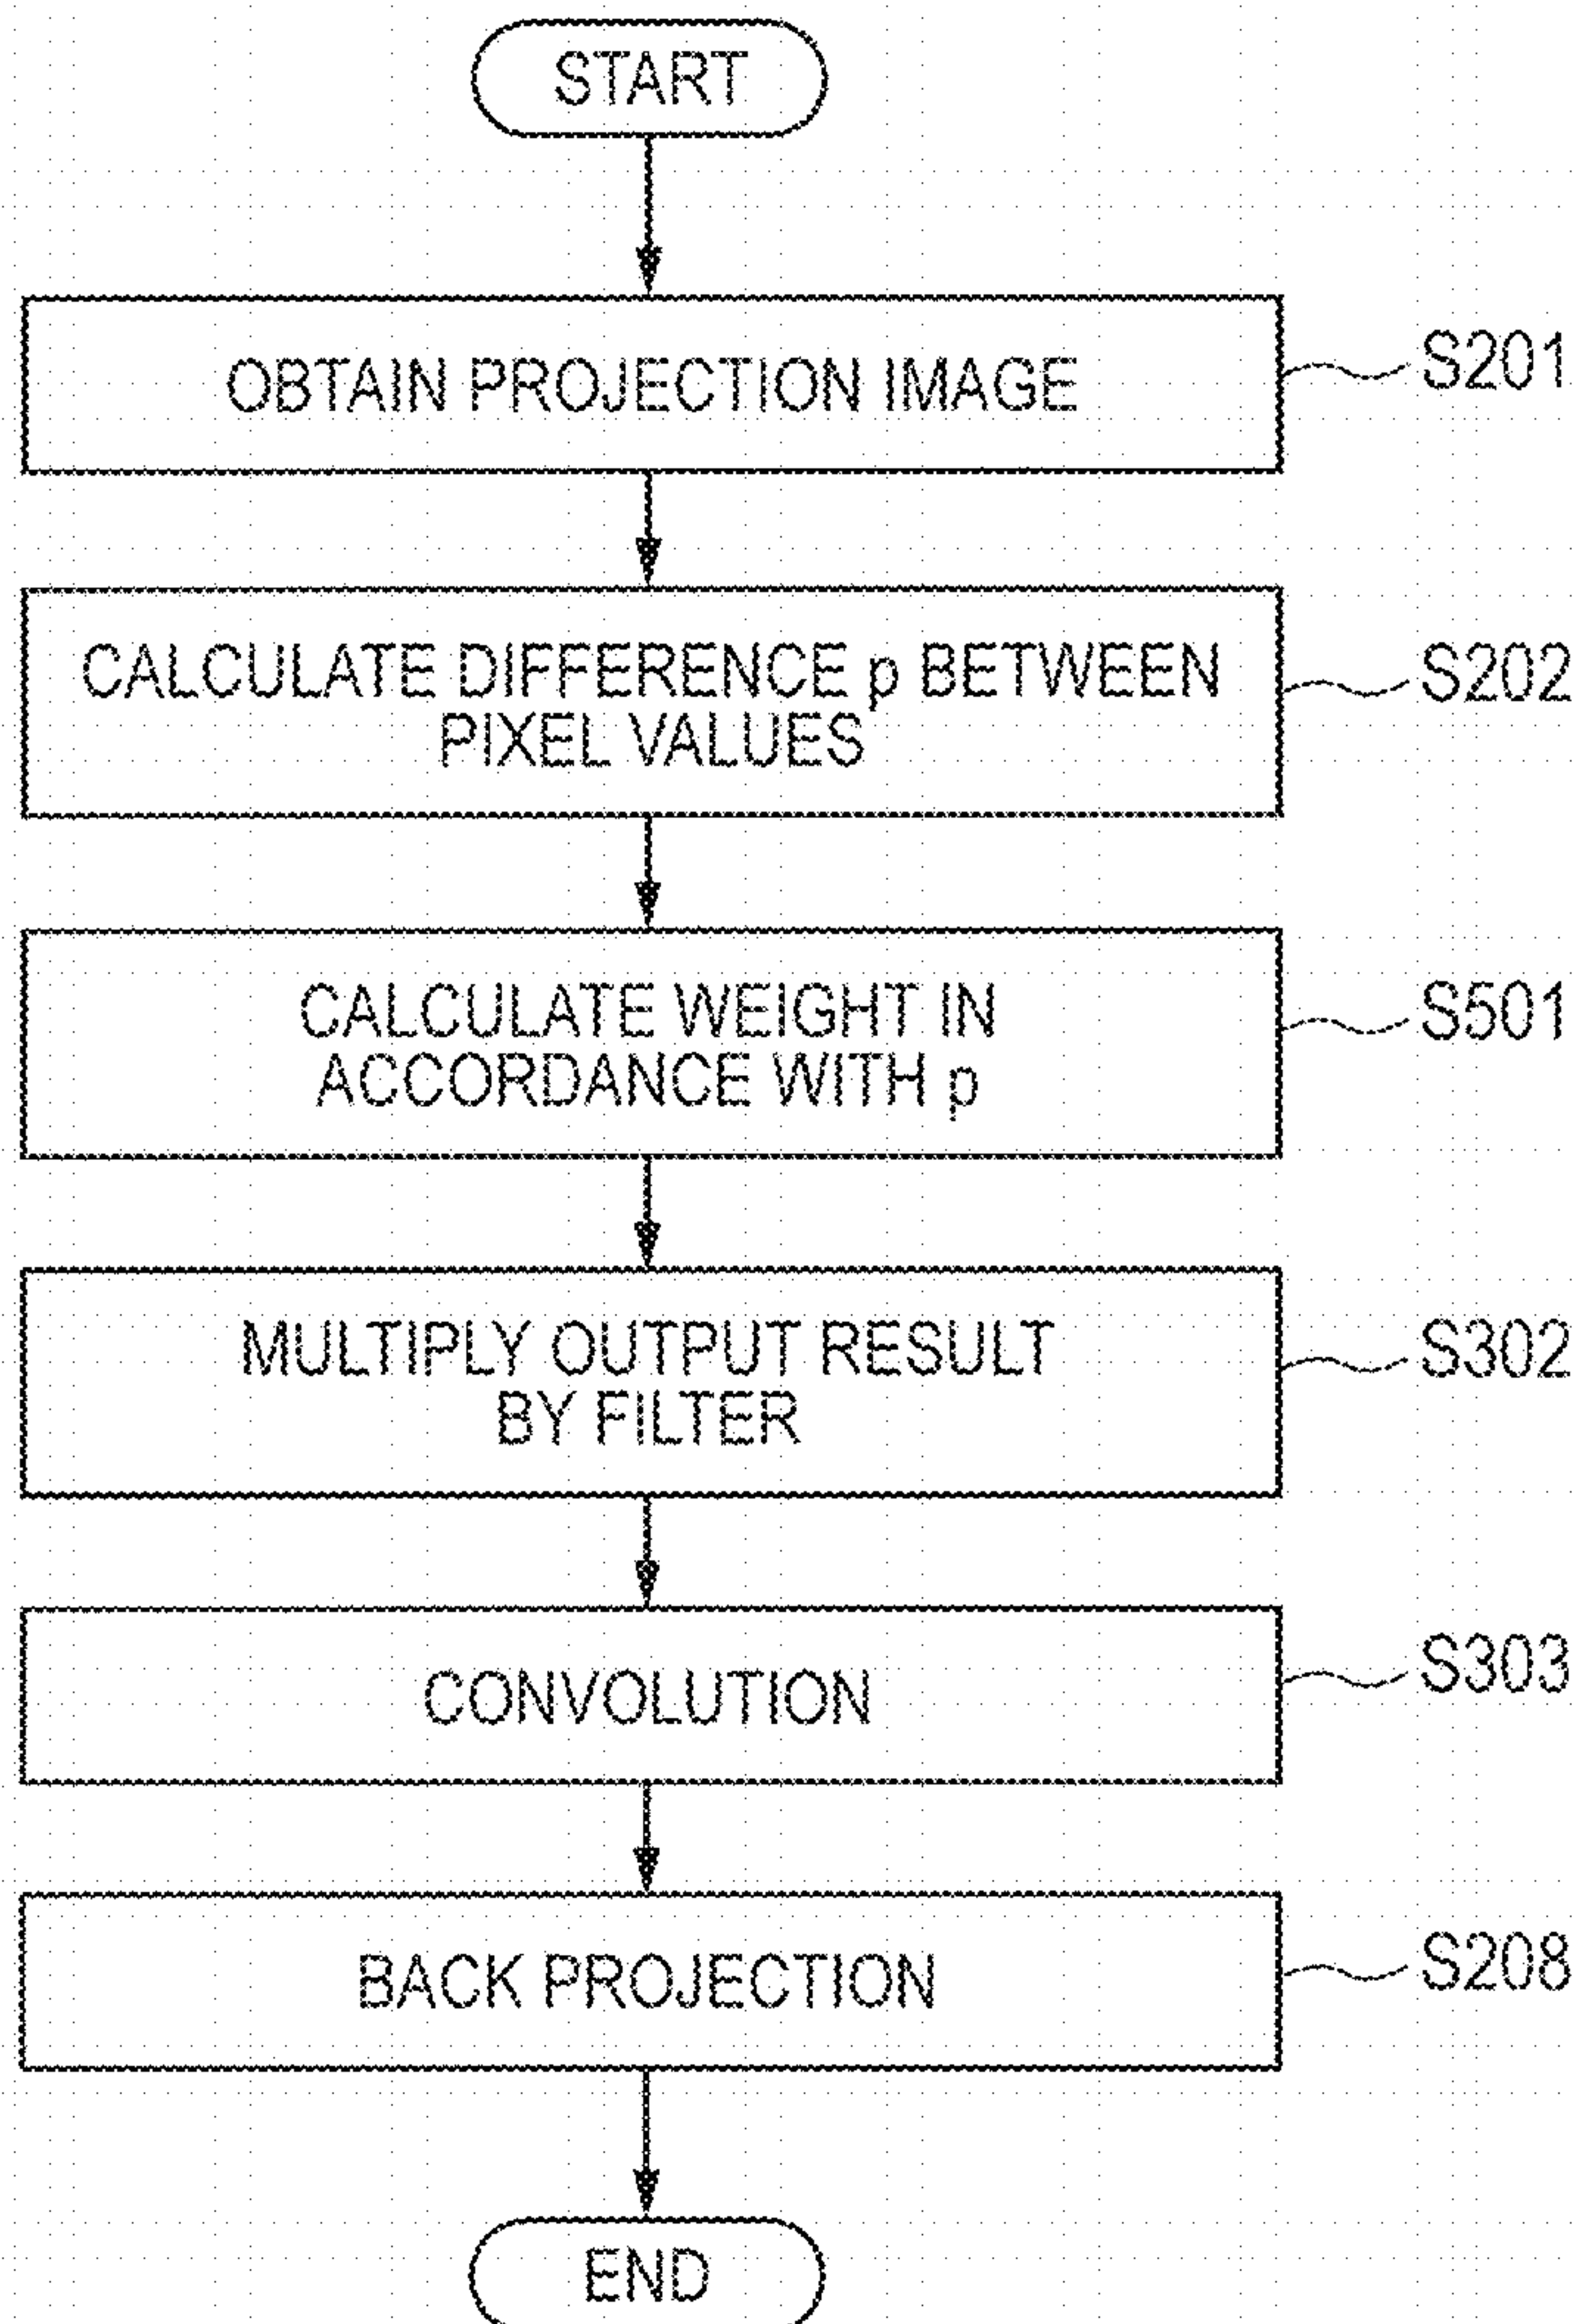 START
OBTAIN PROJECTION IMAGE
S201
CALCULATE DIFFERENCE p BETWEEN
PIXEL VALUES
S202
CALCULATE WEIGHT IN
ACCORDANCE WITH p
S501
MULTIPLY OUTPUT RESULT
BY FILTER
S302
CONVOLUTION
S303
BACK PROJECTION
S208
END